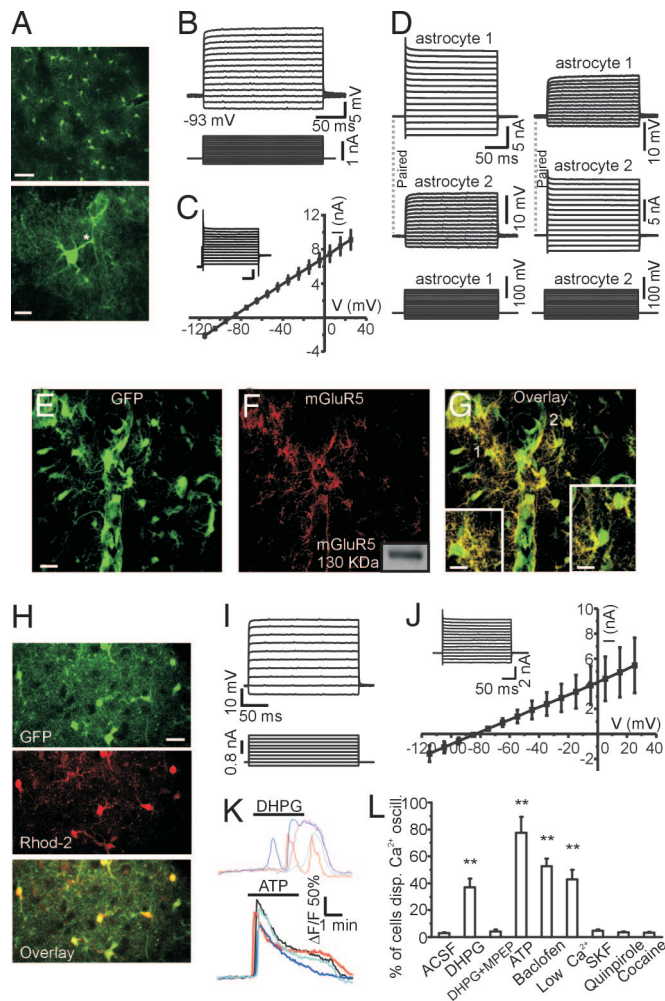 A
B
-93 mV
50 ms
5 mV
1 nA
C
I (nA)
12
8
4
-4
V (mV)
-120
-80
-40
0
40
D
astrocyte 1
astrocyte 1
50 ms
5 nA
10 mV
Paired
Paired
astrocyte 2
astrocyte 2
10 mV
5 nA
astrocyte 1
astrocyte 2
100 mV
100 mV
E
GFP
F
mGluR5
mGluR5
130 KDa
G
Overlay
1
2
H
GFP
Rhod-2
Overlay
I
10 mV
50 ms
0.8 nA
J
I (nA)
10
8
6
4
2
-2
50 ms
2 nA
V (mV)
-120
-80
-40
0
40
K
DHPG
ATP
ΔF/F 50%
1 min
L
% of cells disp. Ca2+ oscill.
100
80
60
40
20
0
**
**
**
**
ACSF
DHPG
DHPG+MPEP
ATP
Baclofen
Low Ca2+
SKF
Quinpirole
Cocaine